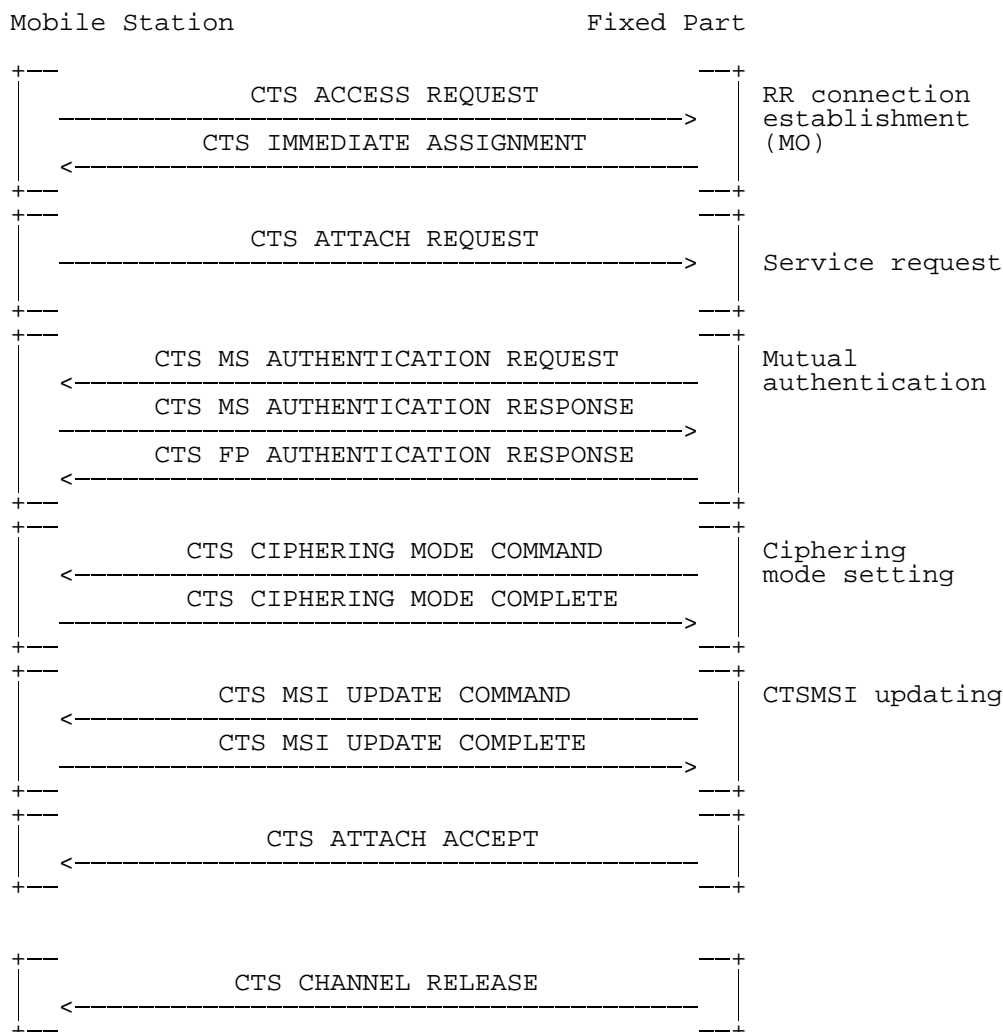 Mobile Station Fixed Part
CTS ACCESS REQUEST RR connection
establishment
CTS IMMEDIATE ASSIGNMENT (MO)
CTS ATTACH REQUEST
Service request
CTS MS AUTHENTICATION REQUEST Mutual
authentication
CTS MS AUTHENTICATION RESPONSE
CTS FP AUTHENTICATION RESPONSE
CTS CIPHERING MODE COMMAND Ciphering
mode setting
CTS CIPHERING MODE COMPLETE
CTS MSI UPDATE COMMAND CTSMSI updating
CTS MSI UPDATE COMPLETE
CTS ATTACH ACCEPT
CTS CHANNEL RELEASE